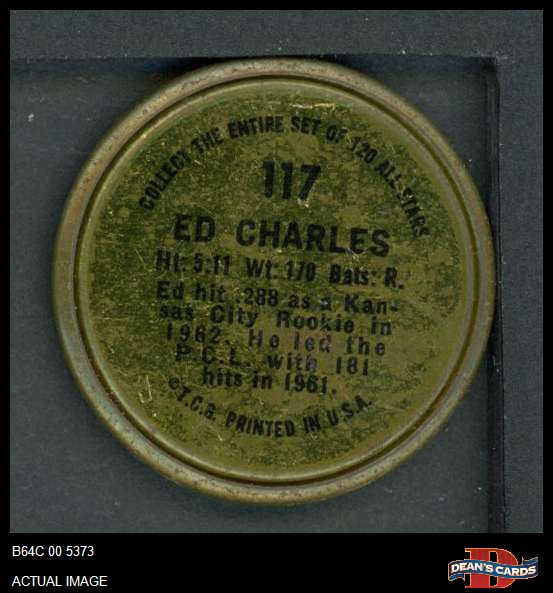 COLLECT THE ENTIRE SET OF 120 ALL STARS
117
ED CHARLES
Ht: 5:11 Wt: 170 Bats: R.
Ed hit .288 as a Kan-
sas City Rookie in
1962. He led the
P.C.L. with 181
hits in 1961.
©T.C.G. PRINTED IN U.S.A.
B64C 00 5373
ACTUAL IMAGE
D
DEAN'S CARDS